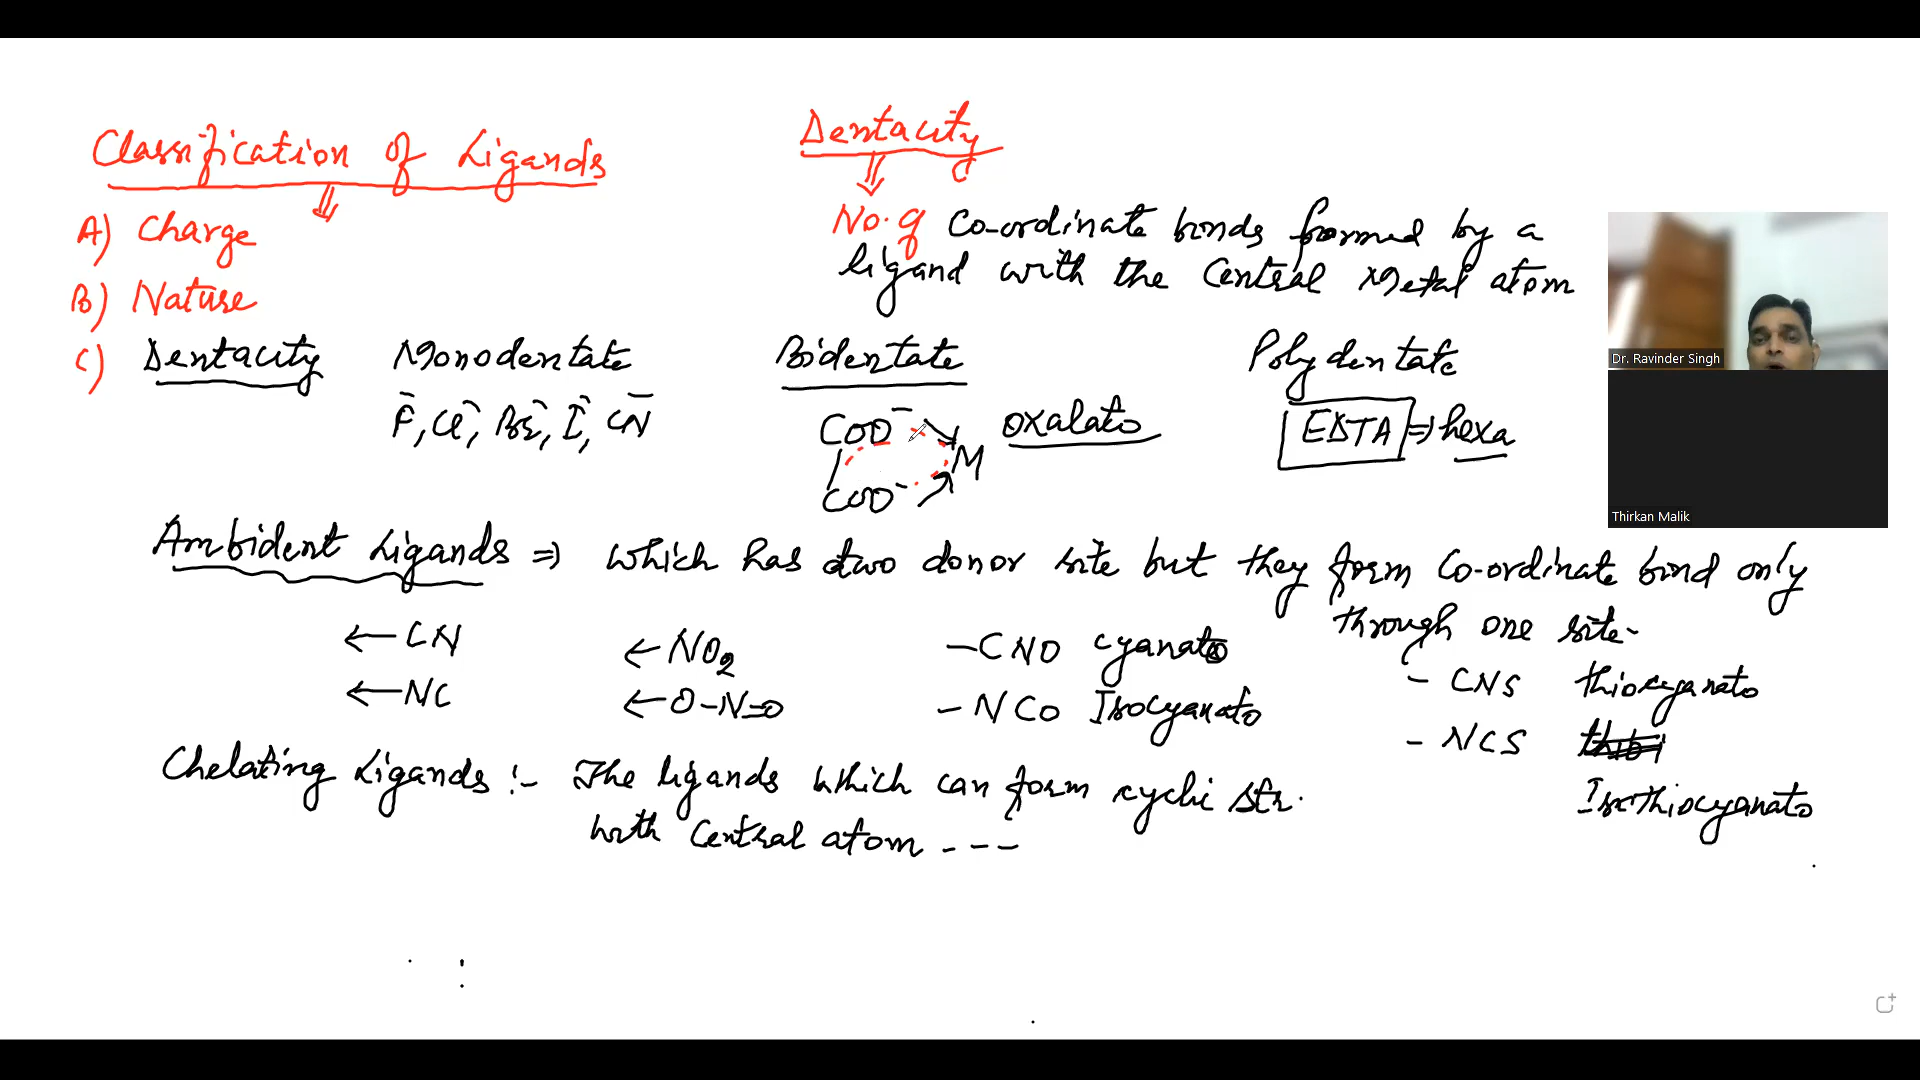 Classification of Ligands
Dentacity
A) Charge
No. of Co-ordinate bonds formed by a
ligand with the Central Metal atom
B) Nature
C) Dentacity Monodentate Bidentate Polydentate
F⁻, Cl⁻, Br⁻, I⁻, CN⁻
COO⁻
M
COO⁻
oxalato
EDTA ⇒ hexa
Dr. Ravinder Singh
Thirkan Malik
Ambident Ligands ⇒ which has two donor site but they form Co-ordinate bond only
through one site-
← CN ← NO₂ - CNO cyanato - CNS thiocyanato
← NC ← O-N=O - NCO Isocyanato - NCS
Isothiocyanato
Chelating Ligands :- The ligands which can form cyclic str.
with Central atom ---